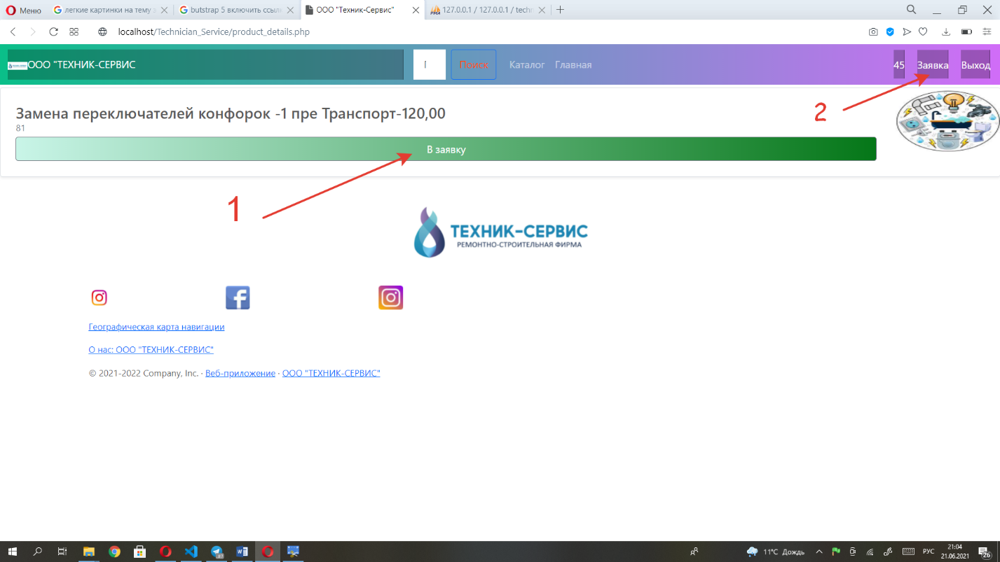 Меню
легкие картинки на тему з
butstrap 5 включить ссыл
ООО "Техник-Сервис"
127.0.0.1 / 127.0.0.1 / techn
localhost/Technician_Service/product_details.php
ООО "ТЕХНИК-СЕРВИС
Поиск
Каталог
Главная
45
Заявка
Выход
2
Замена переключателей конфорок -1 пре Транспорт-120,00
81
В заявку
1
ТЕХНИК-СЕРВИС
РЕМОНТНО-СТРОИТЕЛЬНАЯ ФИРМА
Географическая карта навигации
О нас: ООО "ТЕХНИК-СЕРВИС"
© 2021-2022 Company, Inc. · Веб-приложение · ООО "ТЕХНИК-СЕРВИС"
11°C Дождь
РУС
21:04
21.06.2021
26